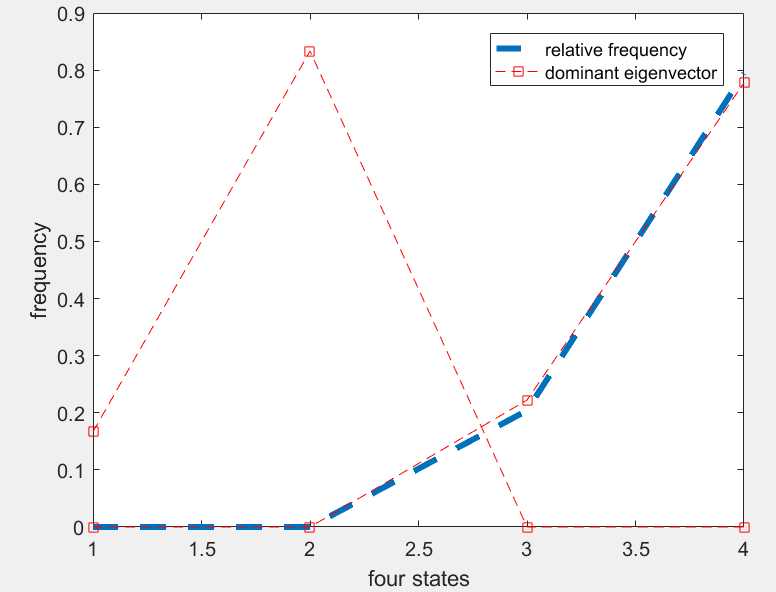 0.9
0.8
0.7
0.6
0.5
0.4
0.3
0.2
0.1
0
frequency
relative frequency
dominant eigenvector
1 1.5 2 2.5 3 3.5 4
four states